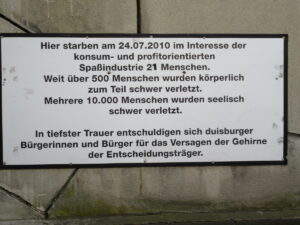 Hier starben am 24.07.2010 im Interesse der
konsum- und profitorientierten
Spaßindustrie 21 Menschen.
Weit über 500 Menschen wurden körperlich
zum Teil schwer verletzt.
Mehrere 10.000 Menschen wurden seelisch
schwer verletzt.
In tiefster Trauer entschuldigen sich duisburger
Bürgerinnen und Bürger für das Versagen der Gehirne
der Entscheidungsträger.